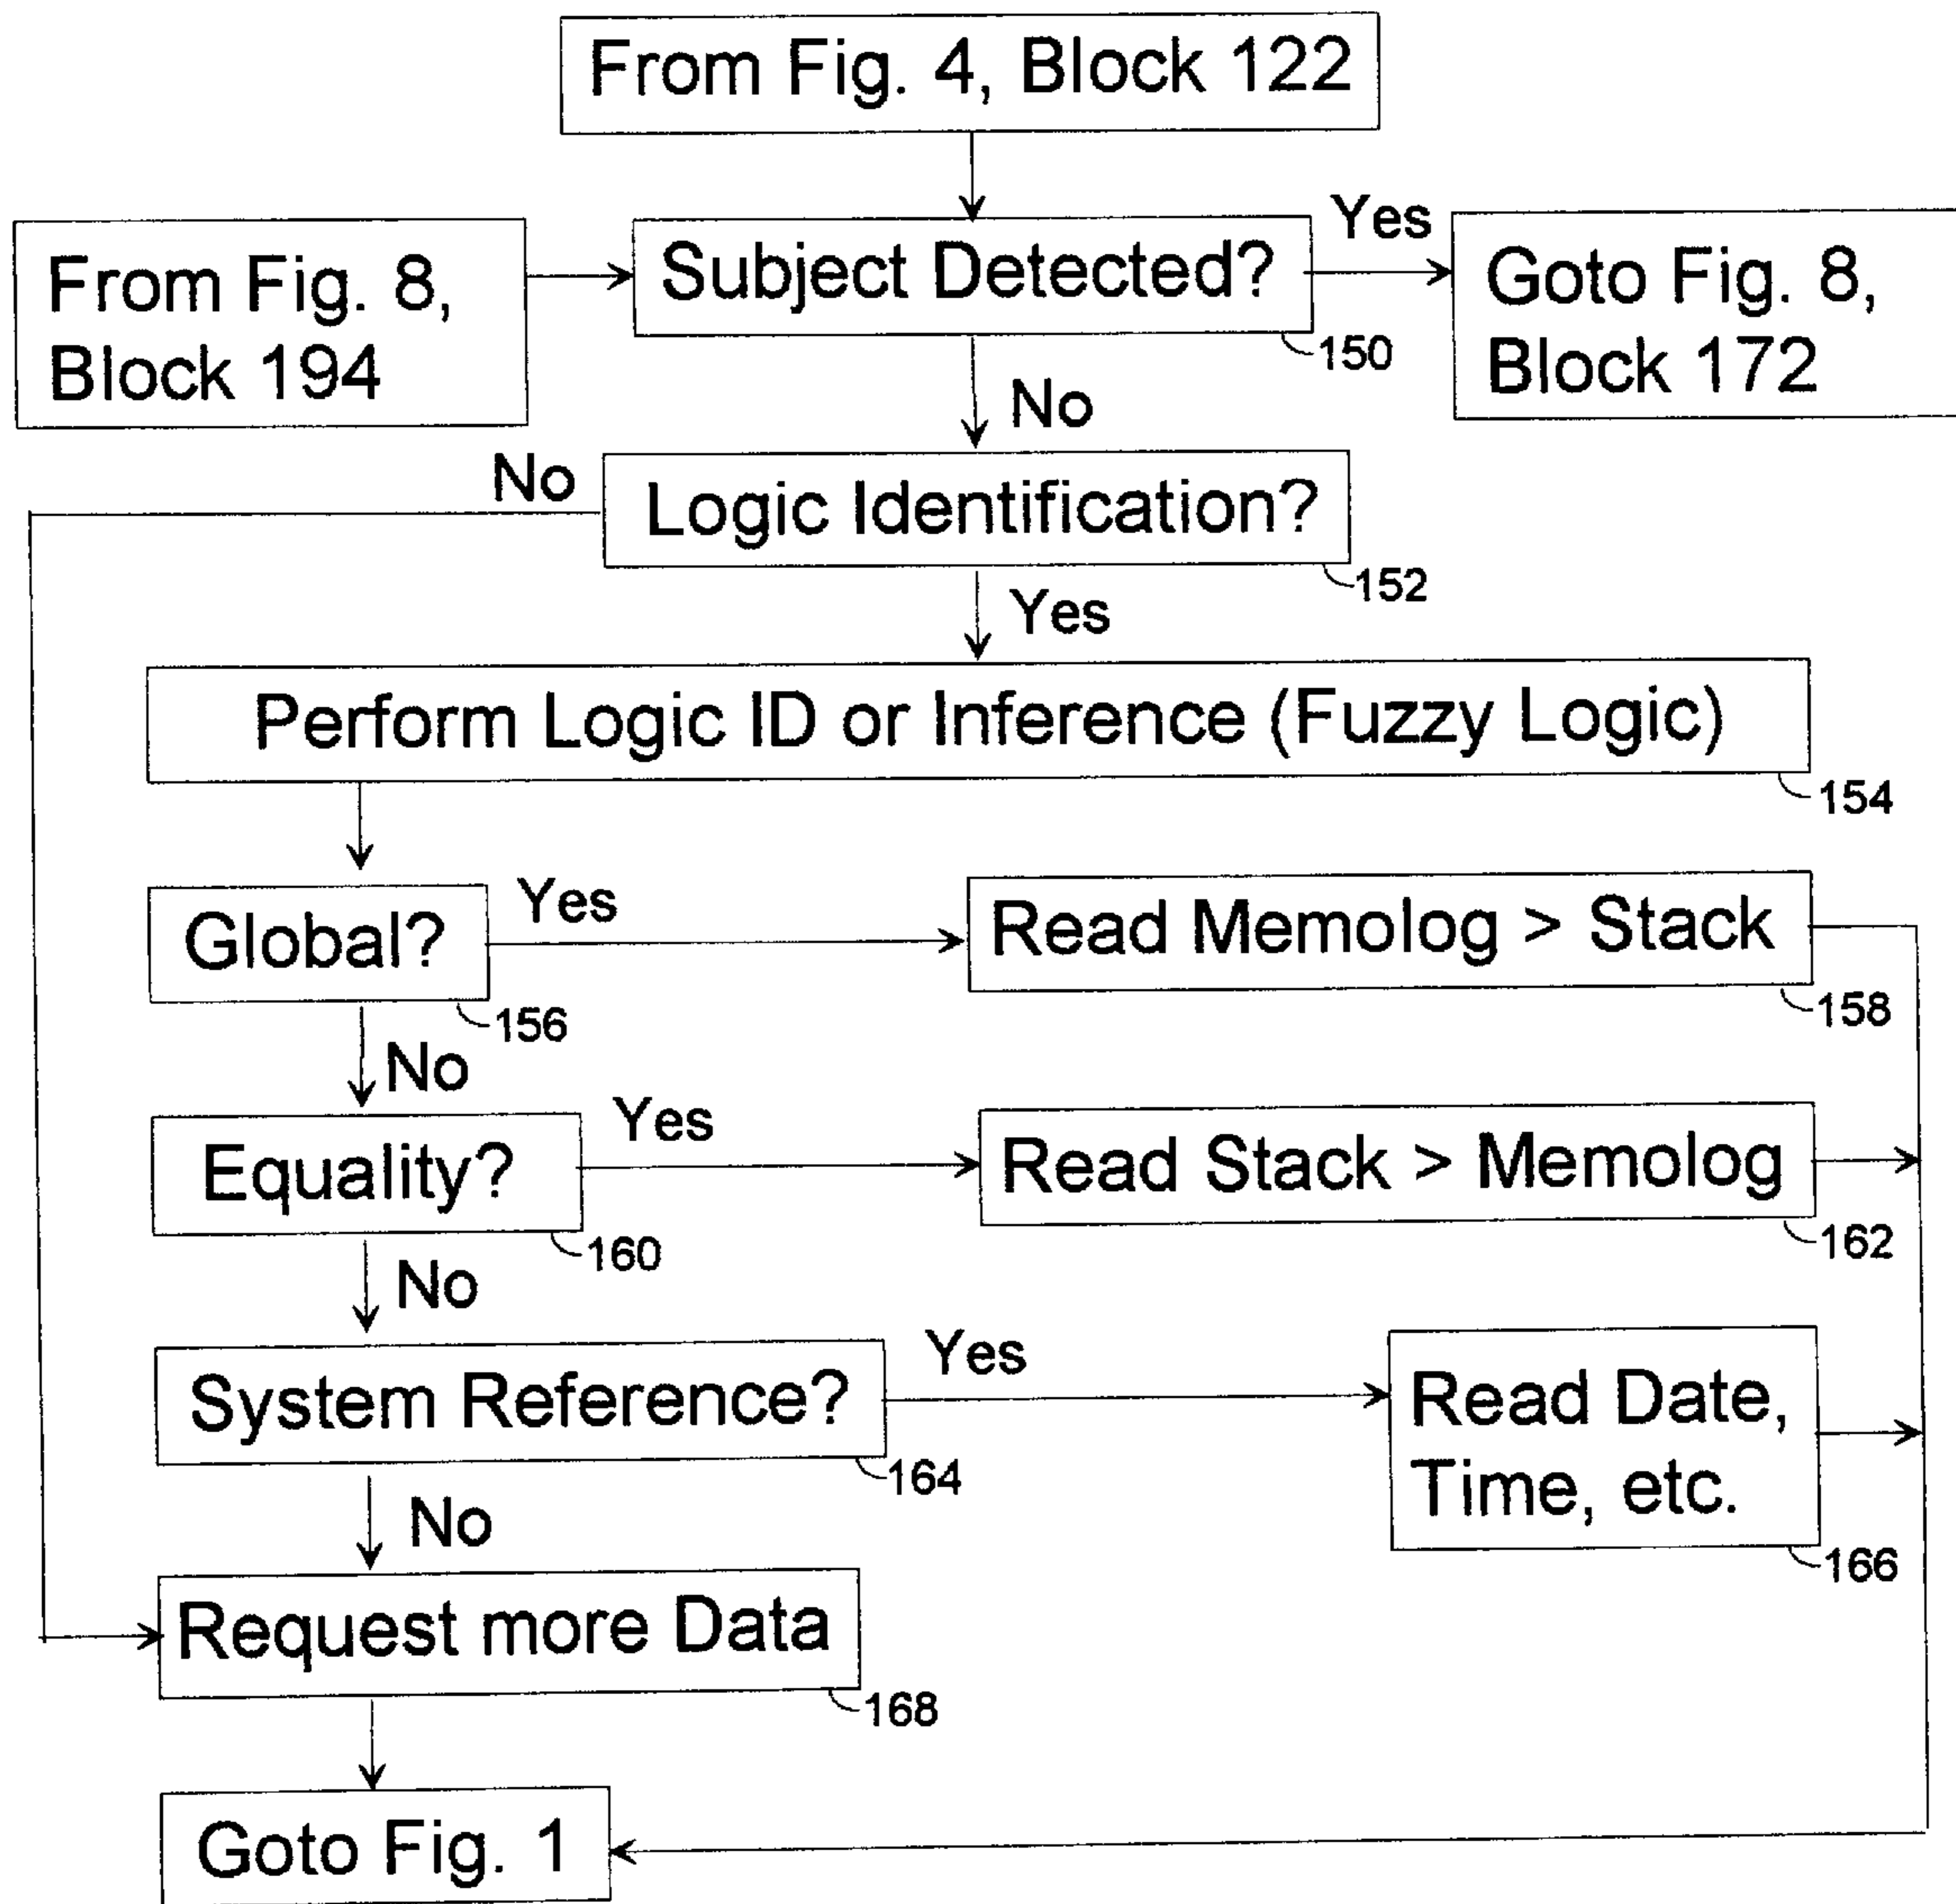 From Fig. 4, Block 122
From Fig. 8,
Block 194
Subject Detected?
150
Yes
Goto Fig. 8,
Block 172
No
No
Logic Identification?
152
Yes
Perform Logic ID or Inference (Fuzzy Logic)
154
Global?
156
Yes
Read Memolog > Stack
158
No
Equality?
160
Yes
Read Stack > Memolog
162
No
System Reference?
164
Yes
Read Date,
Time, etc.
166
No
Request more Data
168
Goto Fig. 1